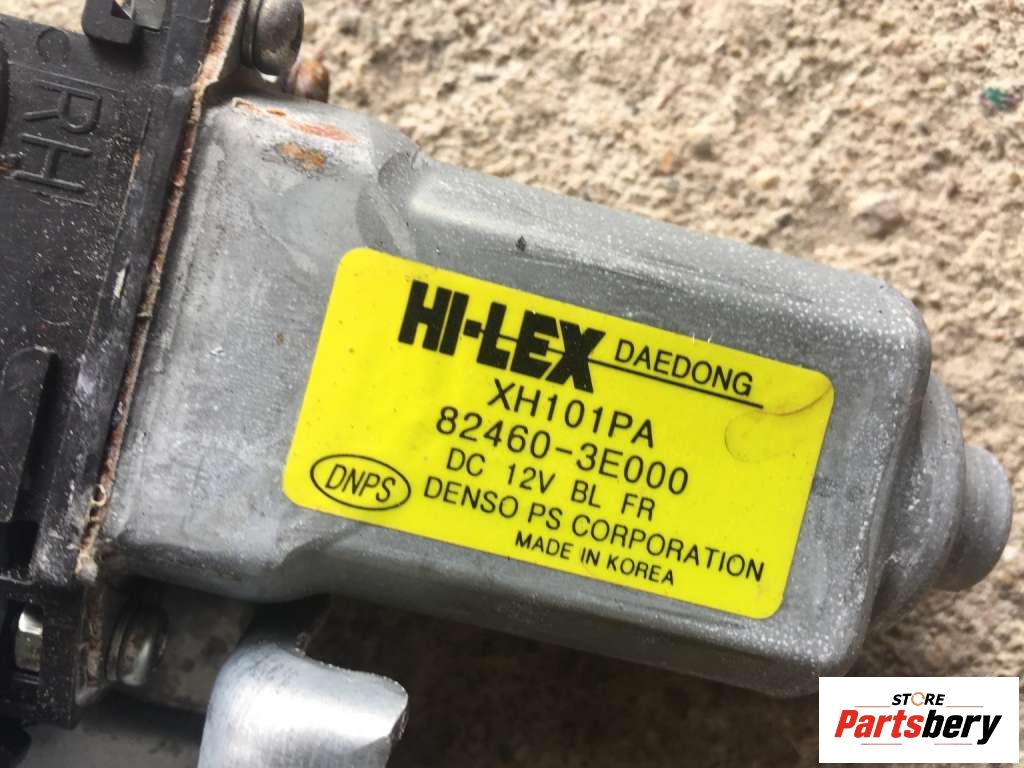 RH
HI-LEX DAEDONG
XH101PA
82460-3E000
DC 12V BL FR
DNPS DENSO PS CORPORATION
MADE IN KOREA
STORE
Partsbery